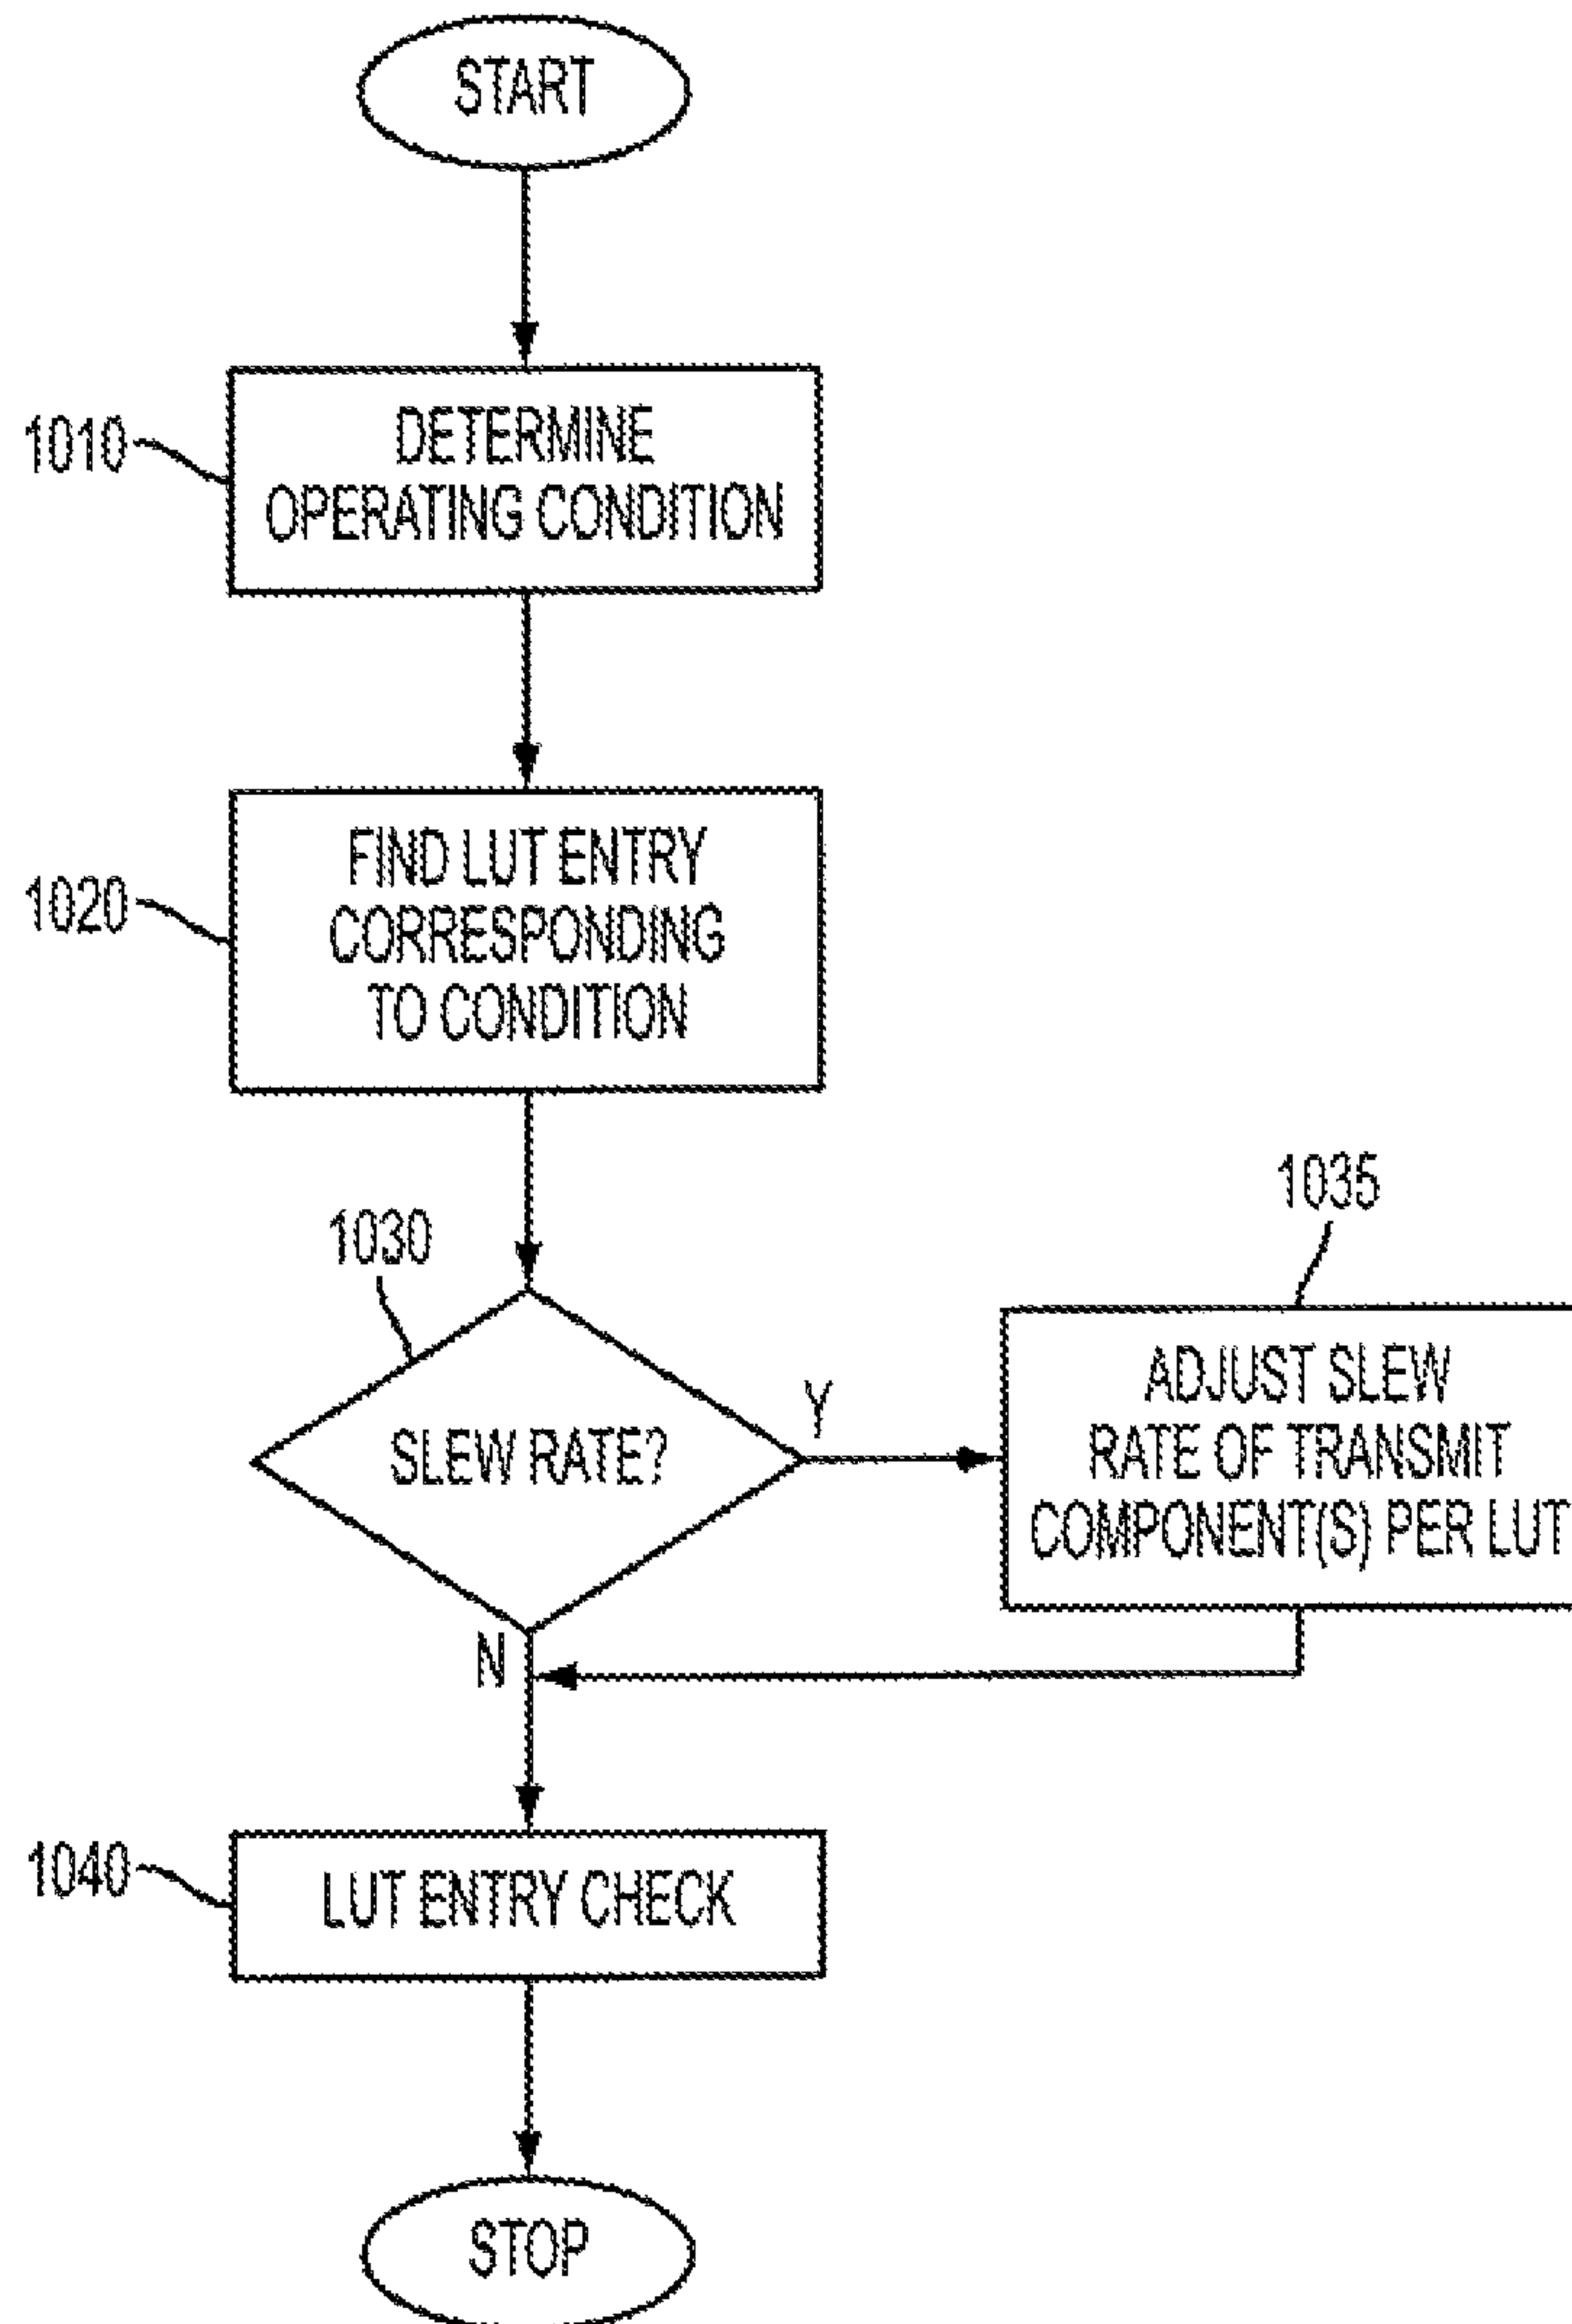 START
1010
DETERMINE
OPERATING CONDITION
1020
FIND LUT ENTRY
CORRESPONDING
TO CONDITION
1030
SLEW RATE?
Y
N
1035
ADJUST SLEW
RATE OF TRANSMIT
COMPONENT(S) PER LUT
1040
LUT ENTRY CHECK
STOP